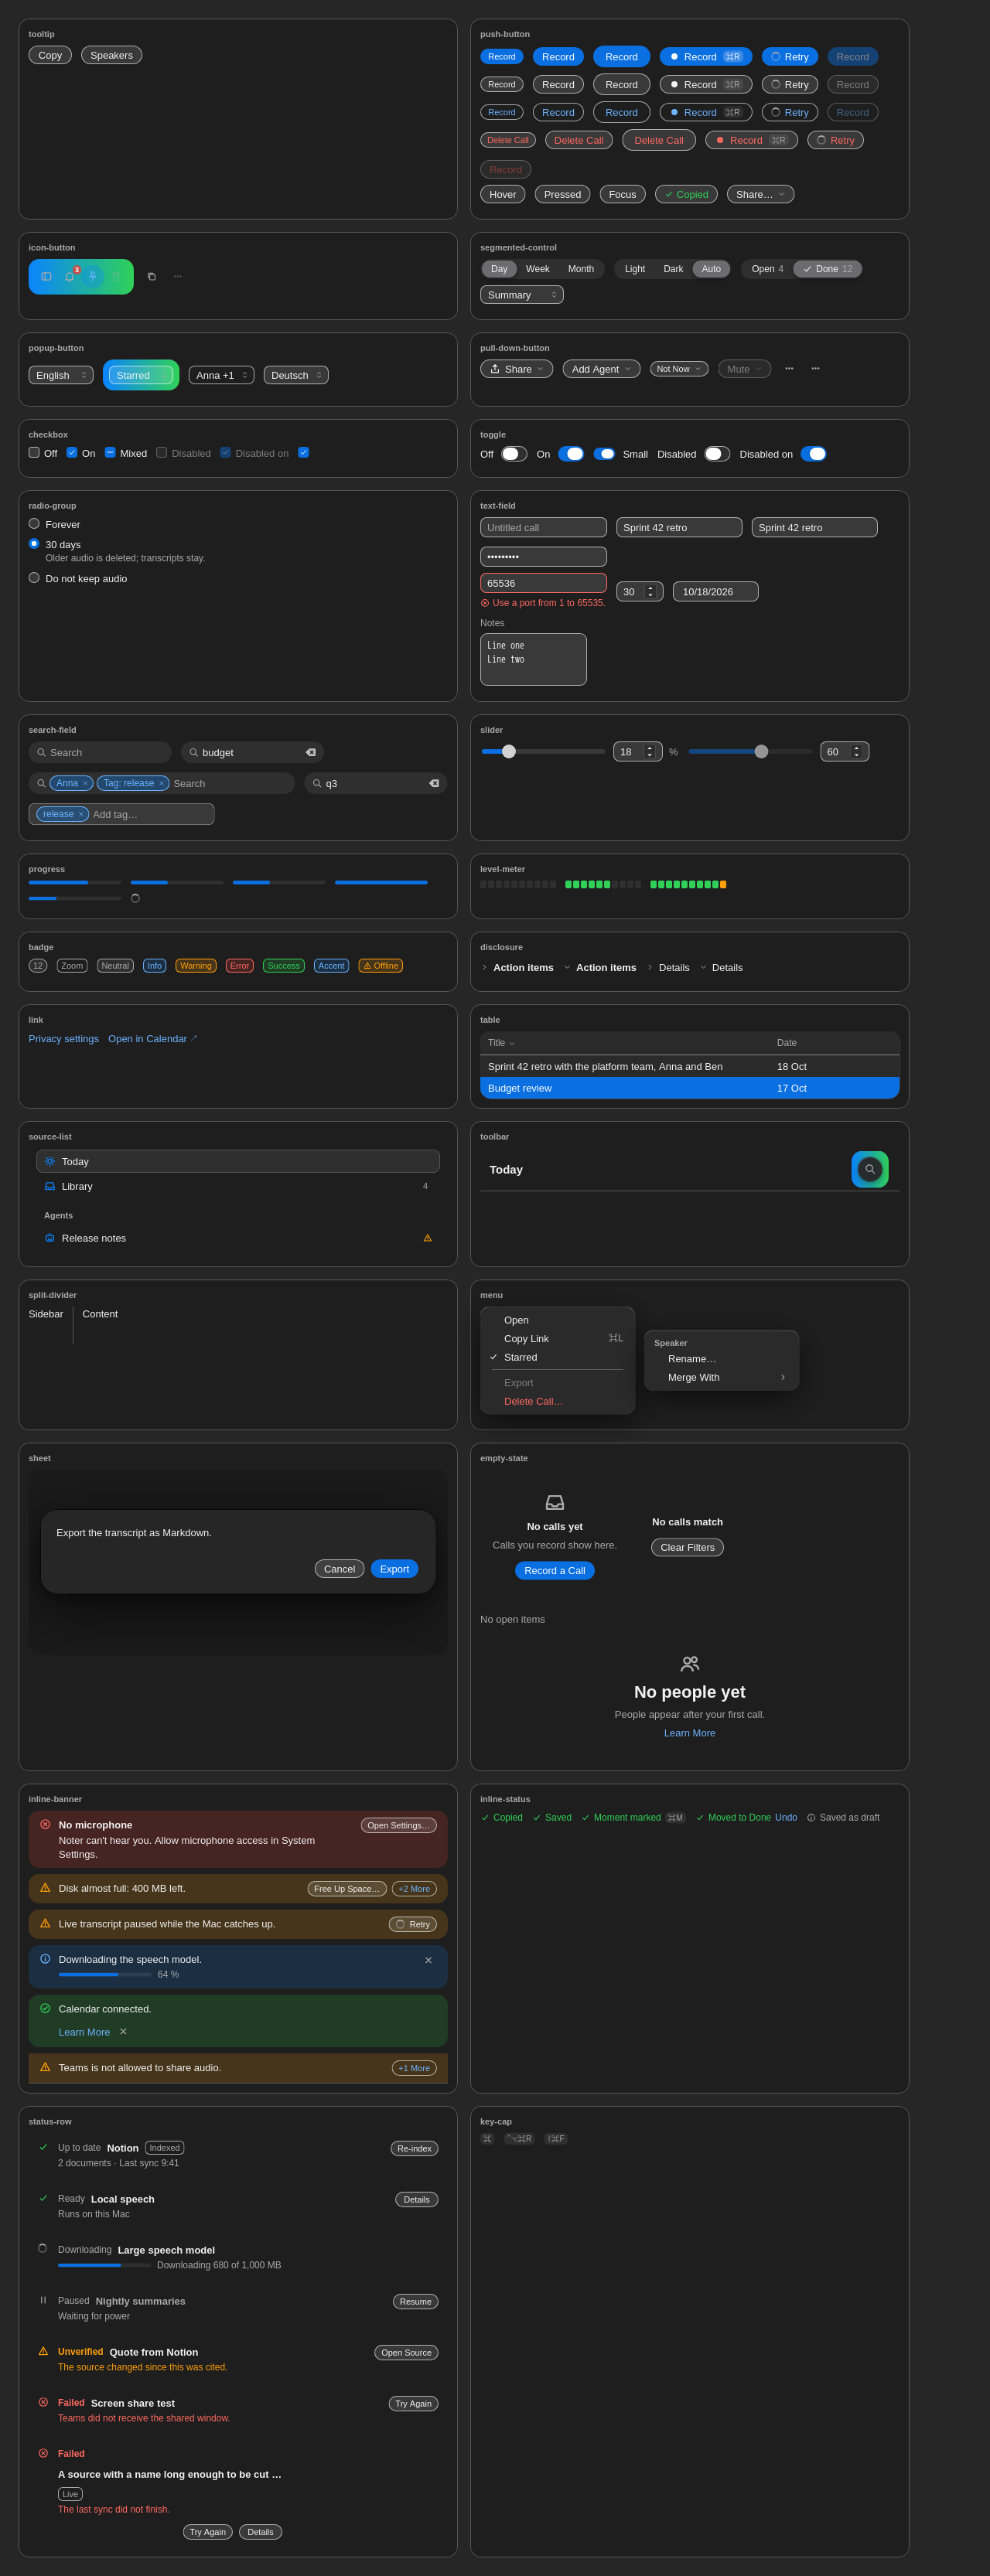 tooltip
Copy Speakers
push-button
Record Record Record Record ⌘R Retry Record
Record Record Record Record ⌘R Retry Record
Record Record Record Record ⌘R Retry Record
Delete Call Delete Call Delete Call Record ⌘R Retry
Record
Hover Pressed Focus Copied Share…
icon-button
3
segmented-control
Day Week Month Light Dark Auto Open 4 Done 12
Summary
popup-button
English Starred Anna +1 Deutsch
pull-down-button
Share Add Agent Not Now Mute
checkbox
Off On Mixed Disabled Disabled on
toggle
Off On Small Disabled Disabled on
radio-group
Forever
30 days
Older audio is deleted; transcripts stay.
Do not keep audio
text-field
Untitled call Sprint 42 retro Sprint 42 retro
•••••••••
65536 30 10/18/2026
Use a port from 1 to 65535.
Notes
Line one
Line two
search-field
Search budget
Anna Tag: release Search q3
release Add tag…
slider
18 % 60
progress
level-meter
badge
12 Zoom Neutral Info Warning Error Success Accent Offline
disclosure
Action items Action items Details Details
link
Privacy settings Open in Calendar
table
Title Date
Sprint 42 retro with the platform team, Anna and Ben 18 Oct
Budget review 17 Oct
source-list
Today
Library 4
Agents
Release notes
toolbar
Today
split-divider
Sidebar Content
menu
Open
Copy Link ⌘L
Starred
Export
Delete Call…
Speaker
Rename…
Merge With
sheet
Export the transcript as Markdown.
Cancel Export
empty-state
No calls yet
Calls you record show here.
Record a Call
No calls match
Clear Filters
No open items
No people yet
People appear after your first call.
Learn More
inline-banner
No microphone Open Settings…
Noter can't hear you. Allow microphone access in System
Settings.
Disk almost full: 400 MB left. Free Up Space… +2 More
Live transcript paused while the Mac catches up. Retry
Downloading the speech model.
64 %
Calendar connected.
Learn More
Teams is not allowed to share audio. +1 More
inline-status
Copied Saved Moment marked ⌘M Moved to Done Undo Saved as draft
status-row
Up to date Notion Indexed Re-index
2 documents · Last sync 9:41
Ready Local speech Details
Runs on this Mac
Downloading Large speech model
Downloading 680 of 1,000 MB
Paused Nightly summaries Resume
Waiting for power
Unverified Quote from Notion Open Source
The source changed since this was cited.
Failed Screen share test Try Again
Teams did not receive the shared window.
Failed
A source with a name long enough to be cut …
Live
The last sync did not finish.
Try Again Details
key-cap
⌘ ⌃⌥⌘R ⇧⌘F